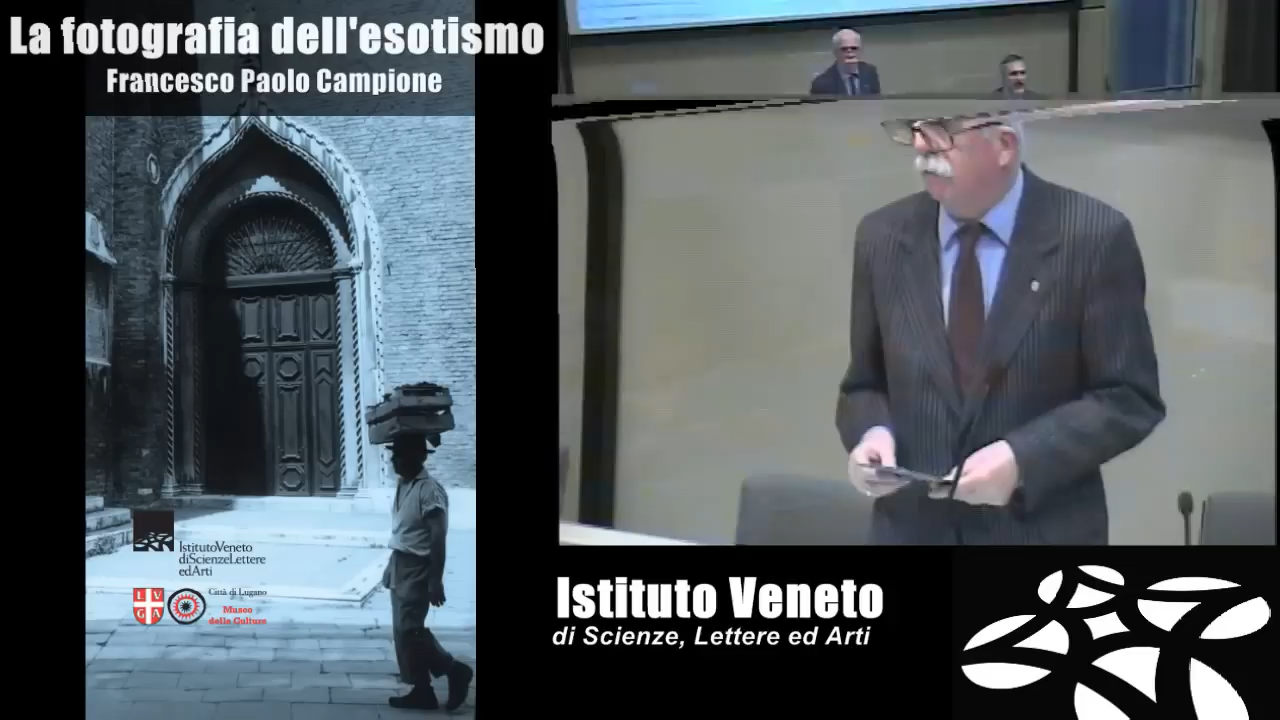 La fotografia dell'esotismo
Francesco Paolo Campione
IstitutoVeneto
diScienzeLettere
edArti
L V
G A
Città di Lugano
Museo
delle Culture
Istituto Veneto
di Scienze, Lettere ed Arti